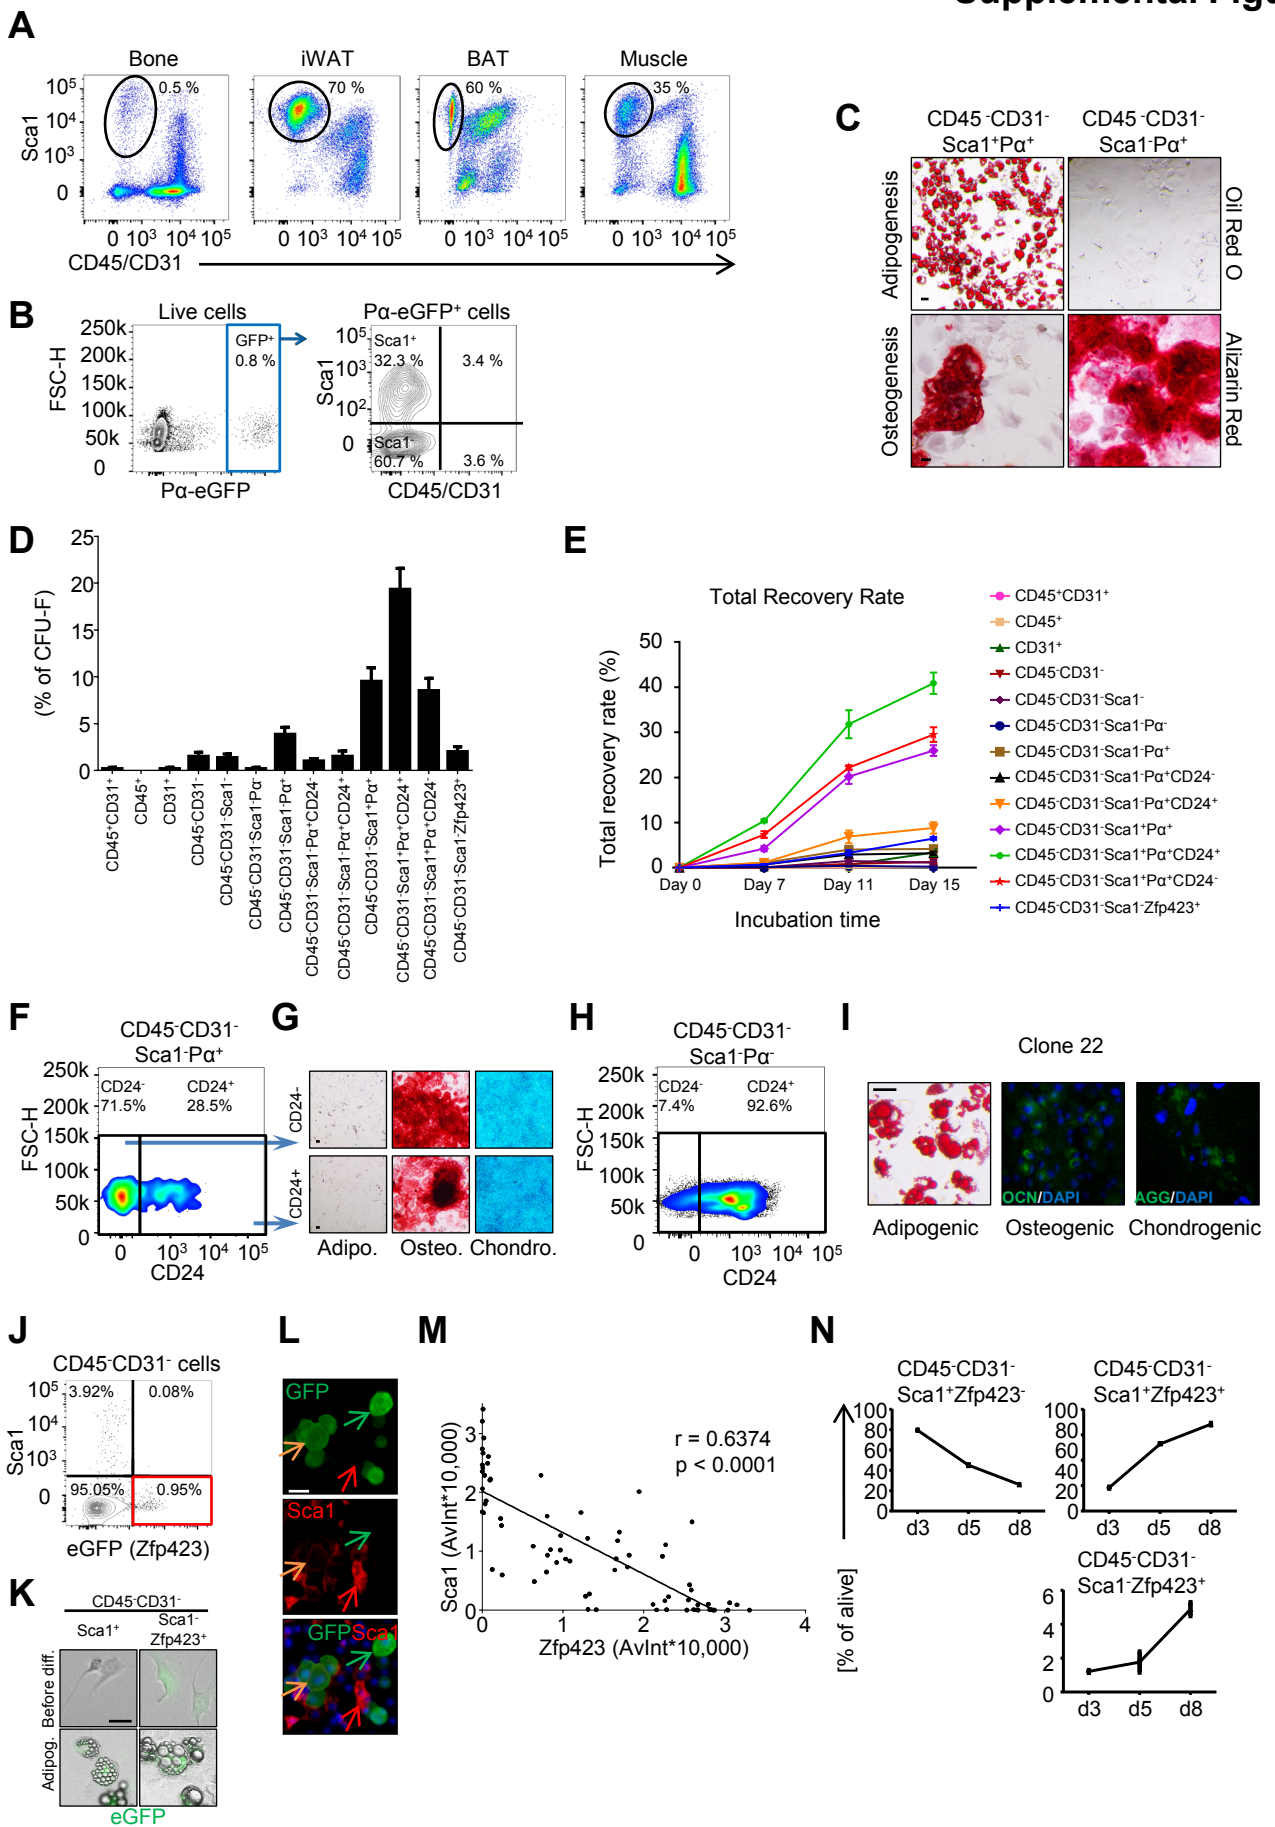 A
Bone
iWAT
BAT
Muscle
0.5 %
70 %
60 %
35 %
Sca1
10⁵
10⁴
10³
0
0 10³ 10⁴ 10⁵
0 10³ 10⁴ 10⁵
0 10³ 10⁴ 10⁵
0 10³ 10⁴ 10⁵
CD45/CD31
B
Live cells
Pα-eGFP⁺ cells
FSC-H
250k
200k
150k
100k
50k
0
GFP⁺
0.8 %
Pα-eGFP
Sca1
10⁵
10³
10²
0
Sca1⁺
32.3 %
3.4 %
Sca1⁻
60.7 %
3.6 %
CD45/CD31
C
CD45⁻CD31⁻
Sca1⁺Pα⁺
CD45⁻CD31⁻
Sca1⁻Pα⁺
Adipogenesis
Oil Red O
Osteogenesis
Alizarin Red
D
(% of CFU-F)
25
20
15
10
5
0
CD45⁺CD31⁺
CD45⁺
CD31⁺
CD45⁻CD31⁻
CD45⁻CD31⁻Sca1⁻
CD45⁻CD31⁻Sca1⁻Pα⁻
CD45⁻CD31⁻Sca1⁻Pα⁺
CD45⁻CD31⁻Sca1⁻Pα⁺CD24⁻
CD45⁻CD31⁻Sca1⁻Pα⁺CD24⁺
CD45⁻CD31⁻Sca1⁺Pα⁺
CD45⁻CD31⁻Sca1⁺Pα⁺CD24⁺
CD45⁻CD31⁻Sca1⁺Pα⁺CD24⁻
CD45⁻CD31⁻Sca1⁻Zfp423⁺
E
Total Recovery Rate
Total recovery rate (%)
50
40
30
20
10
0
Day 0
Day 7
Day 11
Day 15
Incubation time
CD45⁺CD31⁺
CD45⁺
CD31⁺
CD45⁻CD31⁻
CD45⁻CD31⁻Sca1⁻
CD45⁻CD31⁻Sca1⁻Pα⁻
CD45⁻CD31⁻Sca1⁻Pα⁺
CD45⁻CD31⁻Sca1⁻Pα⁺CD24⁻
CD45⁻CD31⁻Sca1⁻Pα⁺CD24⁺
CD45⁻CD31⁻Sca1⁺Pα⁺
CD45⁻CD31⁻Sca1⁺Pα⁺CD24⁺
CD45⁻CD31⁻Sca1⁺Pα⁺CD24⁻
CD45⁻CD31⁻Sca1⁻Zfp423⁺
F
CD45⁻CD31⁻
Sca1⁻Pα⁺
FSC-H
250k
200k
150k
100k
50k
0
CD24⁻
71.5%
CD24⁺
28.5%
0 10³ 10⁴ 10⁵
CD24
G
CD24-
CD24+
Adipo.
Osteo.
Chondro.
H
CD45⁻CD31⁻
Sca1⁻Pα⁻
FSC-H
250k
200k
150k
100k
50k
0
CD24⁻
7.4%
CD24⁺
92.6%
0 10³ 10⁴ 10⁵
CD24
I
Clone 22
OCN/DAPI
AGG/DAPI
Adipogenic
Osteogenic
Chondrogenic
J
CD45⁻CD31⁻ cells
Sca1
10⁵
10⁴
10³
0
3.92%
0.08%
95.05%
0.95%
eGFP (Zfp423)
K
CD45⁻CD31⁻
Sca1⁺
Sca1⁻
Zfp423⁺
Before diff.
Adipog.
eGFP
L
GFP
Sca1
GFPSca1
M
Sca1 (AvInt*10,000)
3
2
1
0
r = 0.6374
p < 0.0001
0 1 2 3 4
Zfp423 (AvInt*10,000)
N
[% of alive]
CD45⁻CD31⁻
Sca1⁺Zfp423⁻
100
80
60
40
20
0
d3 d5 d8
CD45⁻CD31⁻
Sca1⁺Zfp423⁺
100
80
60
20
0
d3 d5 d8
CD45⁻CD31⁻
Sca1⁻Zfp423⁺
6
4
2
0
d3 d5 d8